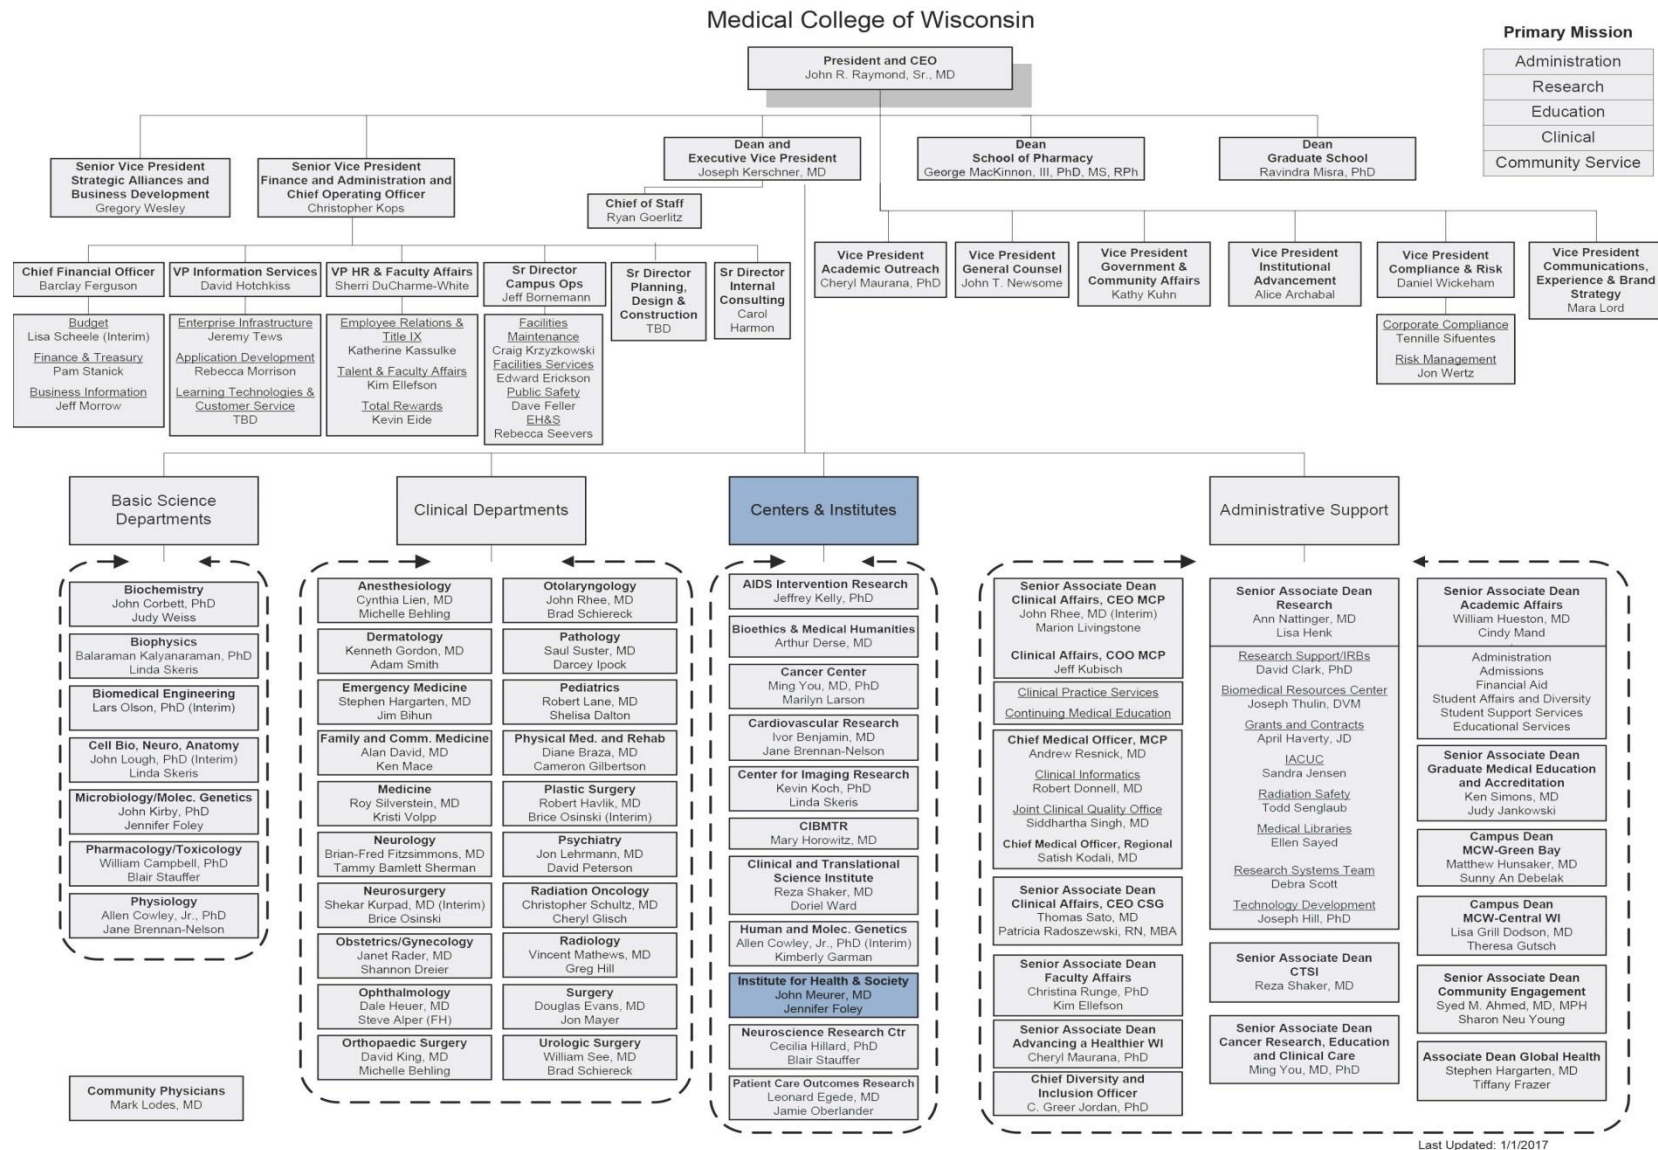 Medical College of Wisconsin
Primary Mission
Administration
Research
Education
Clinical
Community Service
President and CEO
John R. Raymond, Sr., MD
Senior Vice President
Strategic Alliances and
Business Development
Gregory Wesley
Senior Vice President
Finance and Administration and
Chief Operating Officer
Christopher Kops
Dean and
Executive Vice President
Joseph Kerschner, MD
Dean
School of Pharmacy
George MacKinnon, III, PhD, MS, RPh
Dean
Graduate School
Ravindra Misra, PhD
Chief of Staff
Ryan Goerlitz
Chief Financial Officer
Barclay Ferguson
VP Information Services
David Hotchkiss
VP HR & Faculty Affairs
Sherri DuCharme-White
Sr Director
Campus Ops
Jeff Bornemann
Sr Director
Planning,
Design &
Construction
TBD
Sr Director
Internal
Consulting
Carol
Harmon
Vice President
Academic Outreach
Cheryl Maurana, PhD
Vice President
General Counsel
John T. Newsome
Vice President
Government &
Community Affairs
Kathy Kuhn
Vice President
Institutional
Advancement
Alice Archabal
Vice President
Compliance & Risk
Daniel Wickeham
Vice President
Communications,
Experience & Brand
Strategy
Mara Lord
Budget
Lisa Scheele (Interim)
Finance & Treasury
Pam Stanick
Business Information
Jeff Morrow
Enterprise Infrastructure
Jeremy Tews
Application Development
Rebecca Morrison
Learning Technologies &
Customer Service
TBD
Employee Relations &
Title IX
Katherine Kassulke
Talent & Faculty Affairs
Kim Ellefson
Total Rewards
Kevin Eide
Facilities
Maintenance
Craig Krzyzkowski
Facilities Services
Edward Erickson
Public Safety
Dave Feller
EH&S
Rebecca Seevers
Corporate Compliance
Tennille Sifuentes
Risk Management
Jon Wertz
Basic Science
Departments
Biochemistry
John Corbett, PhD
Judy Weiss
Biophysics
Balaraman Kalyanaraman, PhD
Linda Skeris
Biomedical Engineering
Lars Olson, PhD (Interim)
Cell Bio, Neuro, Anatomy
John Lough, PhD (Interim)
Linda Skeris
Microbiology/Molec. Genetics
John Kirby, PhD
Jennifer Foley
Pharmacology/Toxicology
William Campbell, PhD
Blair Stauffer
Physiology
Allen Cowley, Jr., PhD
Jane Brennan-Nelson
Community Physicians
Mark Lodes, MD
Clinical Departments
Anesthesiology
Cynthia Lien, MD
Michelle Behling
Dermatology
Kenneth Gordon, MD
Adam Smith
Emergency Medicine
Stephen Hargarten, MD
Jim Bihun
Family and Comm. Medicine
Alan David, MD
Ken Mace
Medicine
Roy Silverstein, MD
Kristi Volpp
Neurology
Brian-Fred Fitzsimmons, MD
Tammy Bamlett Sherman
Neurosurgery
Shekar Kurpad, MD (Interim)
Brice Osinski
Obstetrics/Gynecology
Janet Rader, MD
Shannon Dreier
Ophthalmology
Dale Heuer, MD
Steve Alper (FH)
Orthopaedic Surgery
David King, MD
Michelle Behling
Otolaryngology
John Rhee, MD
Brad Schiereck
Pathology
Saul Suster, MD
Darcey Ipock
Pediatrics
Robert Lane, MD
Shelisa Dalton
Physical Med. and Rehab
Diane Braza, MD
Cameron Gilbertson
Plastic Surgery
Robert Havlik, MD
Brice Osinski (Interim)
Psychiatry
Jon Lehrmann, MD
David Peterson
Radiation Oncology
Christopher Schultz, MD
Cheryl Glisch
Radiology
Vincent Mathews, MD
Greg Hill
Surgery
Douglas Evans, MD
Jon Mayer
Urologic Surgery
William See, MD
Brad Schiereck
Centers & Institutes
AIDS Intervention Research
Jeffrey Kelly, PhD
Bioethics & Medical Humanities
Arthur Derse, MD
Cancer Center
Ming You, MD, PhD
Marilyn Larson
Cardiovascular Research
Ivor Benjamin, MD
Jane Brennan-Nelson
Center for Imaging Research
Kevin Koch, PhD
Linda Skeris
CIBMTR
Mary Horowitz, MD
Clinical and Translational
Science Institute
Reza Shaker, MD
Doriel Ward
Human and Molec. Genetics
Allen Cowley, Jr., PhD (Interim)
Kimberly Garman
Institute for Health & Society
John Meurer, MD
Jennifer Foley
Neuroscience Research Ctr
Cecilia Hillard, PhD
Blair Stauffer
Patient Care Outcomes Research
Leonard Egede, MD
Jamie Oberlander
Administrative Support
Senior Associate Dean
Clinical Affairs, CEO MCP
John Rhee, MD (Interim)
Marion Livingstone
Clinical Affairs, COO MCP
Jeff Kubisch
Clinical Practice Services
Continuing Medical Education
Chief Medical Officer, MCP
Andrew Resnick, MD
Clinical Informatics
Robert Donnell, MD
Joint Clinical Quality Office
Siddhartha Singh, MD
Chief Medical Officer, Regional
Satish Kodali, MD
Senior Associate Dean
Clinical Affairs, CEO CSG
Thomas Sato, MD
Patricia Radoszewski, RN, MBA
Senior Associate Dean
Faculty Affairs
Christina Runge, PhD
Kim Ellefson
Senior Associate Dean
Advancing a Healthier WI
Cheryl Maurana, PhD
Chief Diversity and
Inclusion Officer
C. Greer Jordan, PhD
Senior Associate Dean
Research
Ann Nattinger, MD
Lisa Henk
Research Support/IRBs
David Clark, PhD
Biomedical Resources Center
Joseph Thulin, DVM
Grants and Contracts
April Haverty, JD
IACUC
Sandra Jensen
Radiation Safety
Todd Senglaub
Medical Libraries
Ellen Sayed
Research Systems Team
Debra Scott
Technology Development
Joseph Hill, PhD
Senior Associate Dean
CTSI
Reza Shaker, MD
Senior Associate Dean
Cancer Research, Education
and Clinical Care
Ming You, MD, PhD
Senior Associate Dean
Academic Affairs
William Hueston, MD
Cindy Mand
Administration
Admissions
Financial Aid
Student Affairs and Diversity
Student Support Services
Educational Services
Senior Associate Dean
Graduate Medical Education
and Accreditation
Ken Simons, MD
Judy Jankowski
Campus Dean
MCW-Green Bay
Matthew Hunsaker, MD
Sunny An Debelak
Campus Dean
MCW-Central WI
Lisa Grill Dodson, MD
Theresa Gutsch
Senior Associate Dean
Community Engagement
Syed M. Ahmed, MD, MPH
Sharon Neu Young
Associate Dean Global Health
Stephen Hargarten, MD
Tiffany Frazer
Last Updated: 1/1/2017